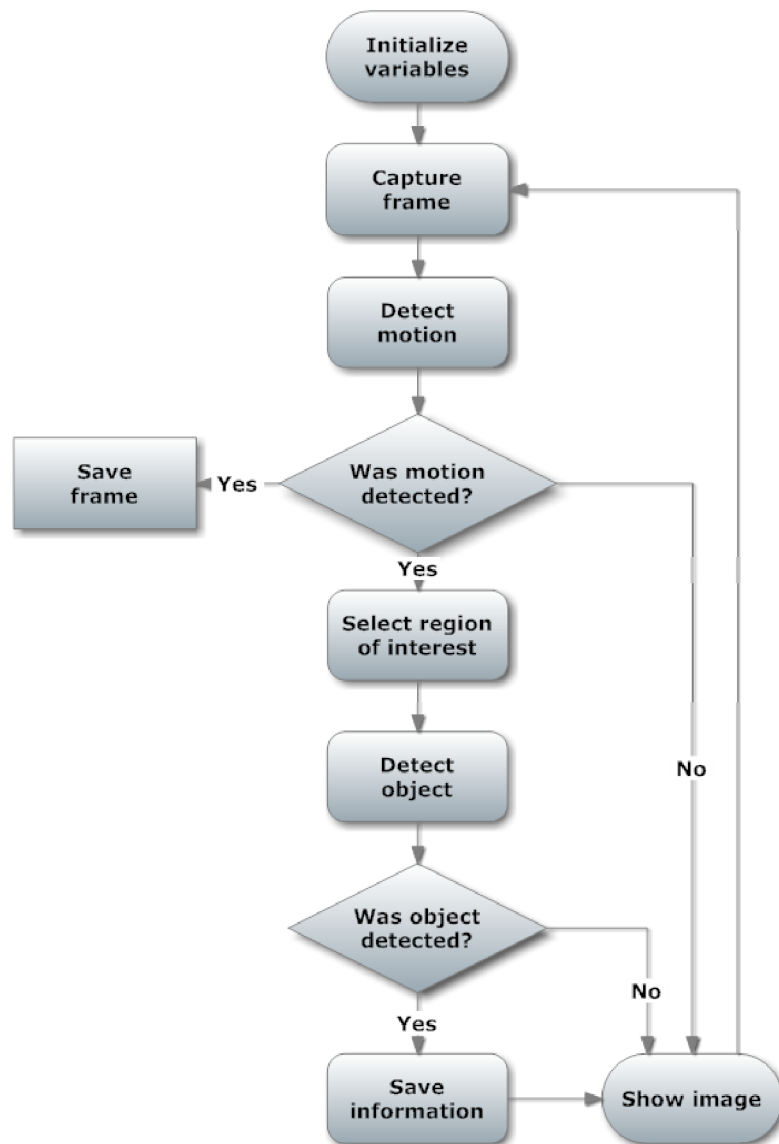 Initialize
variables
Capture
frame
Detect
motion
Was motion
detected?
Yes
Save
frame
Yes
Select region
of interest
Detect
object
No
Was object
detected?
No
Yes
Save
information
Show image